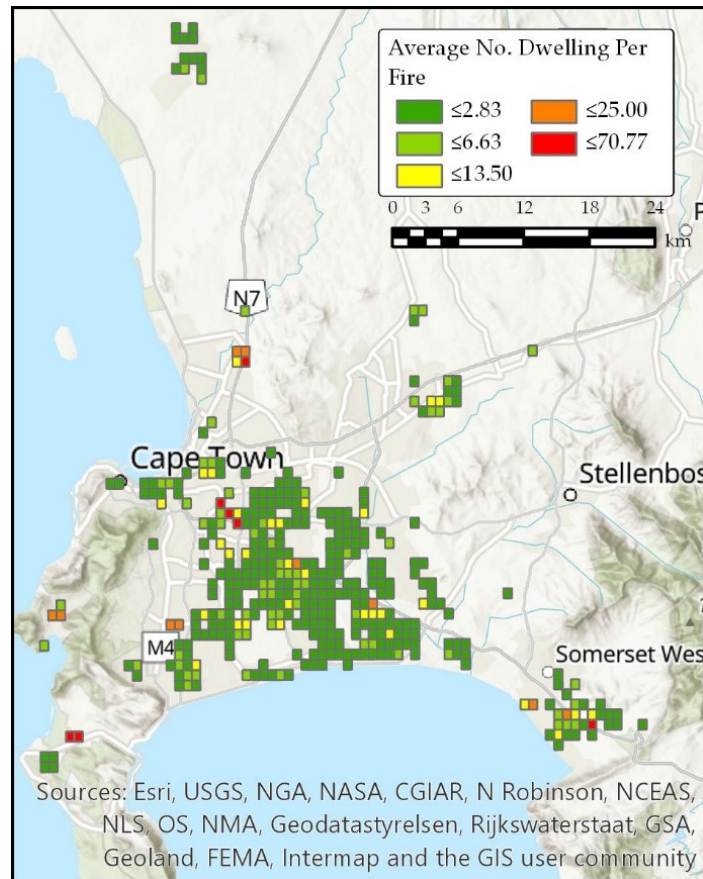 Average No. Dwelling Per
Fire
≤2.83
≤25.00
≤6.63
≤70.77
≤13.50
0 3 6 12 18 24
km
P
N7
Cape Town
Stellenbos
M4
Somerset Wes
Sources: Esri, USGS, NGA, NASA, CGIAR, N Robinson, NCEAS,
NLS, OS, NMA, Geodatastyrelsen, Rijkswaterstaat, GSA,
Geoland, FEMA, Intermap and the GIS user community